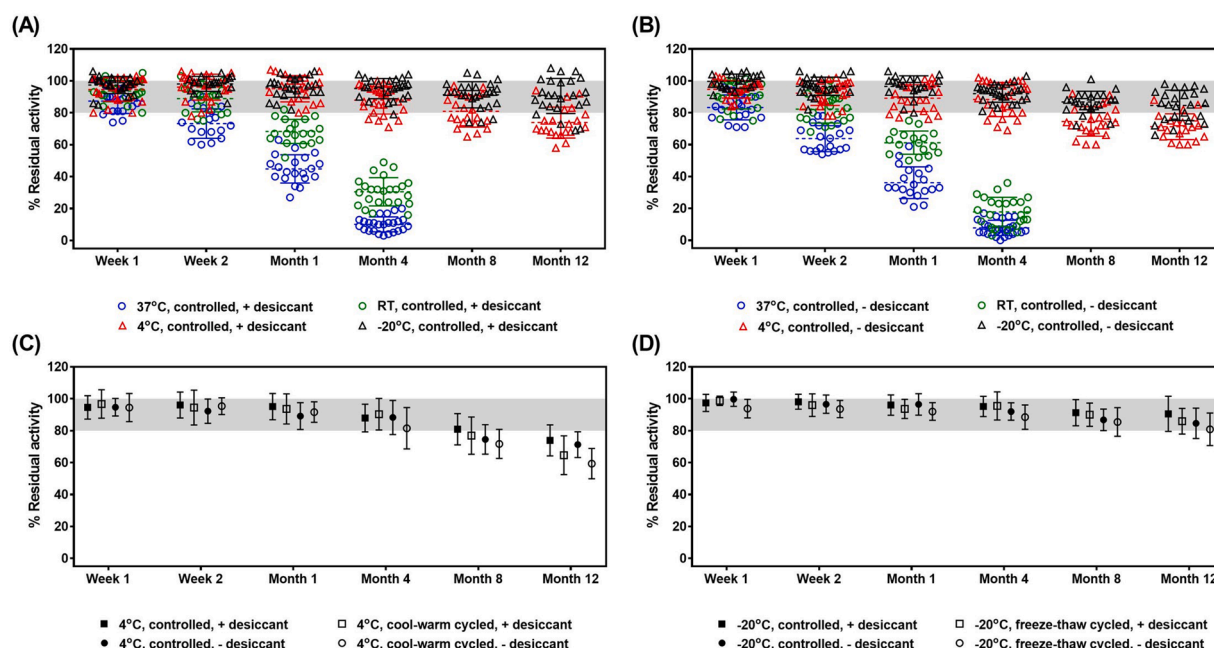 (A)
(B)
% Residual activity
120
100
80
60
40
20
0
Week 1 Week 2 Month 1 Month 4 Month 8 Month 12
% Residual activity
120
100
80
60
40
20
0
Week 1 Week 2 Month 1 Month 4 Month 8 Month 12
37°C, controlled, + desiccant RT, controlled, + desiccant
4°C, controlled, + desiccant -20°C, controlled, + desiccant
37°C, controlled, - desiccant RT, controlled, - desiccant
4°C, controlled, - desiccant -20°C, controlled, - desiccant
(C)
(D)
% Residual activity
120
100
80
60
40
20
0
Week 1 Week 2 Month 1 Month 4 Month 8 Month 12
% Residual activity
120
100
80
60
40
20
0
Week 1 Week 2 Month 1 Month 4 Month 8 Month 12
4°C, controlled, + desiccant 4°C, cool-warm cycled, + desiccant
4°C, controlled, - desiccant 4°C, cool-warm cycled, - desiccant
-20°C, controlled, + desiccant -20°C, freeze-thaw cycled, + desiccant
-20°C, controlled, - desiccant -20°C, freeze-thaw cycled, - desiccant